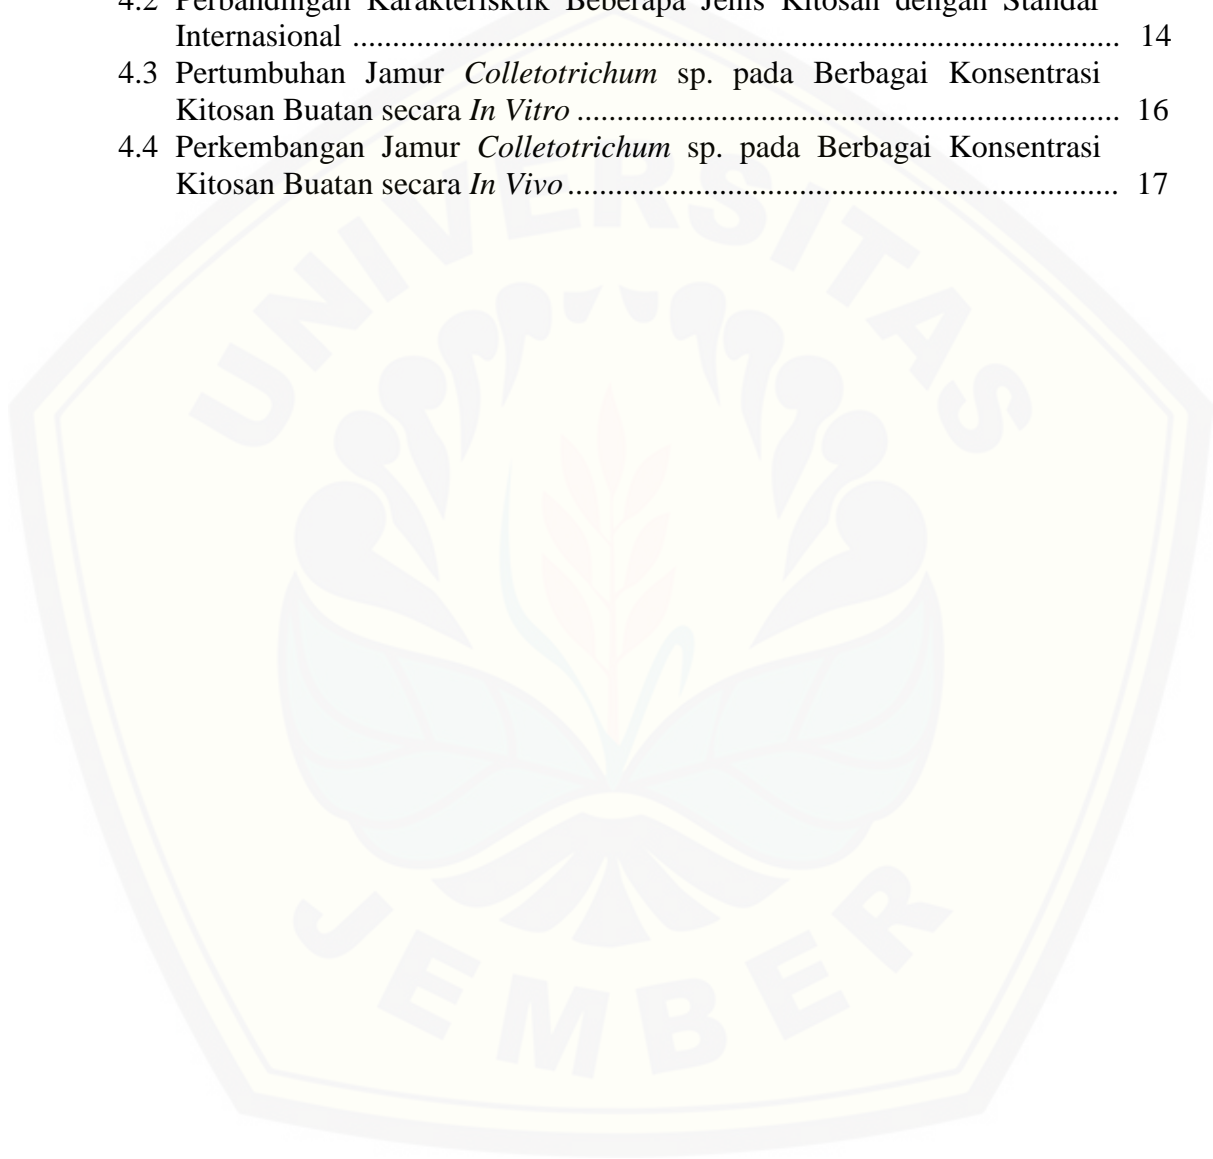 4.2 Perbandingan Karakterisktik Beberapa Jenis Kitosan dengan Standar
Internasional ................................................................................................ 14
4.3 Pertumbuhan Jamur Colletotrichum sp. pada Berbagai Konsentrasi
Kitosan Buatan secara In Vitro .................................................................... 16
4.4 Perkembangan Jamur Colletotrichum sp. pada Berbagai Konsentrasi
Kitosan Buatan secara In Vivo ..................................................................... 17
UNIVERSITAS
JEMBER